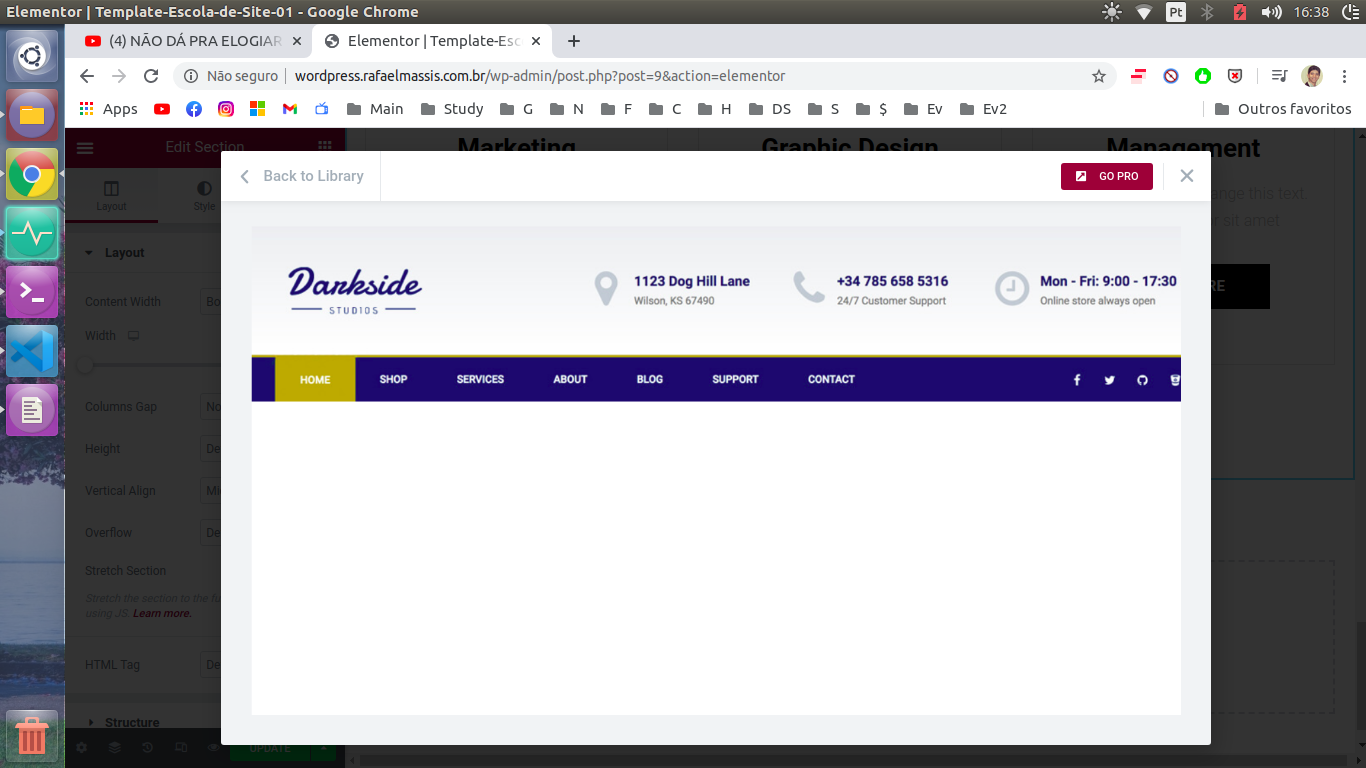 Elementor | Template-Escola-de-Site-01 - Google Chrome
Pt
16:38
(4) NÃO DÁ PRA ELOGIAR
Elementor | Template-Esc
Não seguro
wordpress.rafaelmassis.com.br/wp-admin/post.php?post=9&action=elementor
Apps
Main
Study
G
N
F
C
H
DS
S
$
Ev
Ev2
Outros favoritos
Edit Section
Marketing
Graphic Design
Management
Back to Library
GO PRO
Layout
Style
ange this text
r sit amet
Layout
Darkside
STUDIOS
1123 Dog Hill Lane
Wilson, KS 67490
+34 785 658 5316
24/7 Customer Support
Mon - Fri: 9:00 - 17:30
Online store always open
RE
Content Width
Bo
Width
HOME
SHOP
SERVICES
ABOUT
BLOG
SUPPORT
CONTACT
Columns Gap
No
Height
De
Vertical Align
Mi
Overflow
De
Stretch Section
Stretch the section to the fu
using JS. Learn more.
HTML Tag
De
Structure
UPDATE